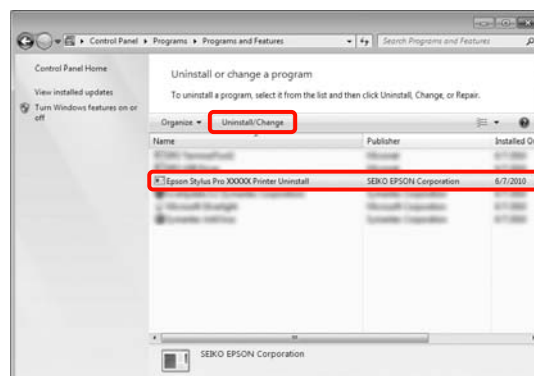 Control Panel ▸ Programs ▸ Programs and Features
Search Programs and Features
Control Panel Home
View installed updates
Turn Windows features on or
off
Uninstall or change a program
To uninstall a program, select it from the list and then click Uninstall, Change, or Repair.
Organize
Uninstall/Change
Name Publisher Installed O
Epson Stylus Pro XXXXX Printer Uninstall SEIKO EPSON Corporation 6/7/2010
SEIKO EPSON Corporation